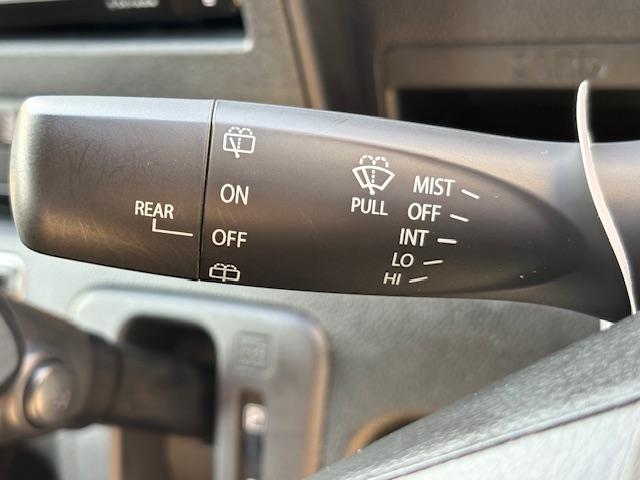 ON
REAR
OFF
PULL
MIST
OFF
INT
LO
HI